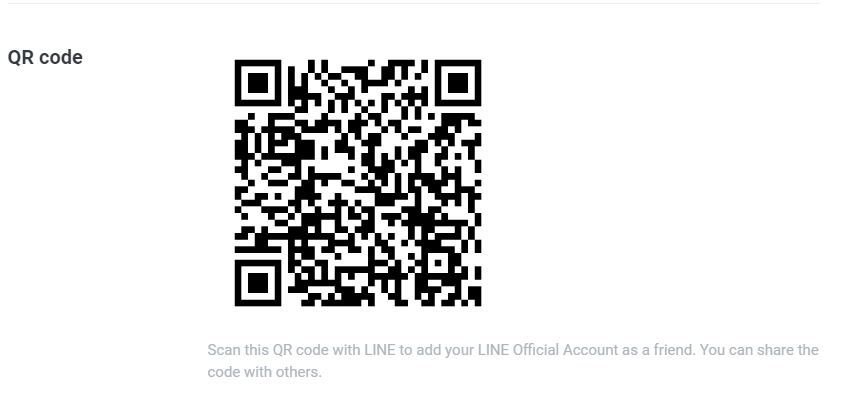 QR code
Scan this QR code with LINE to add your LINE Official Account as a friend. You can share the
code with others.